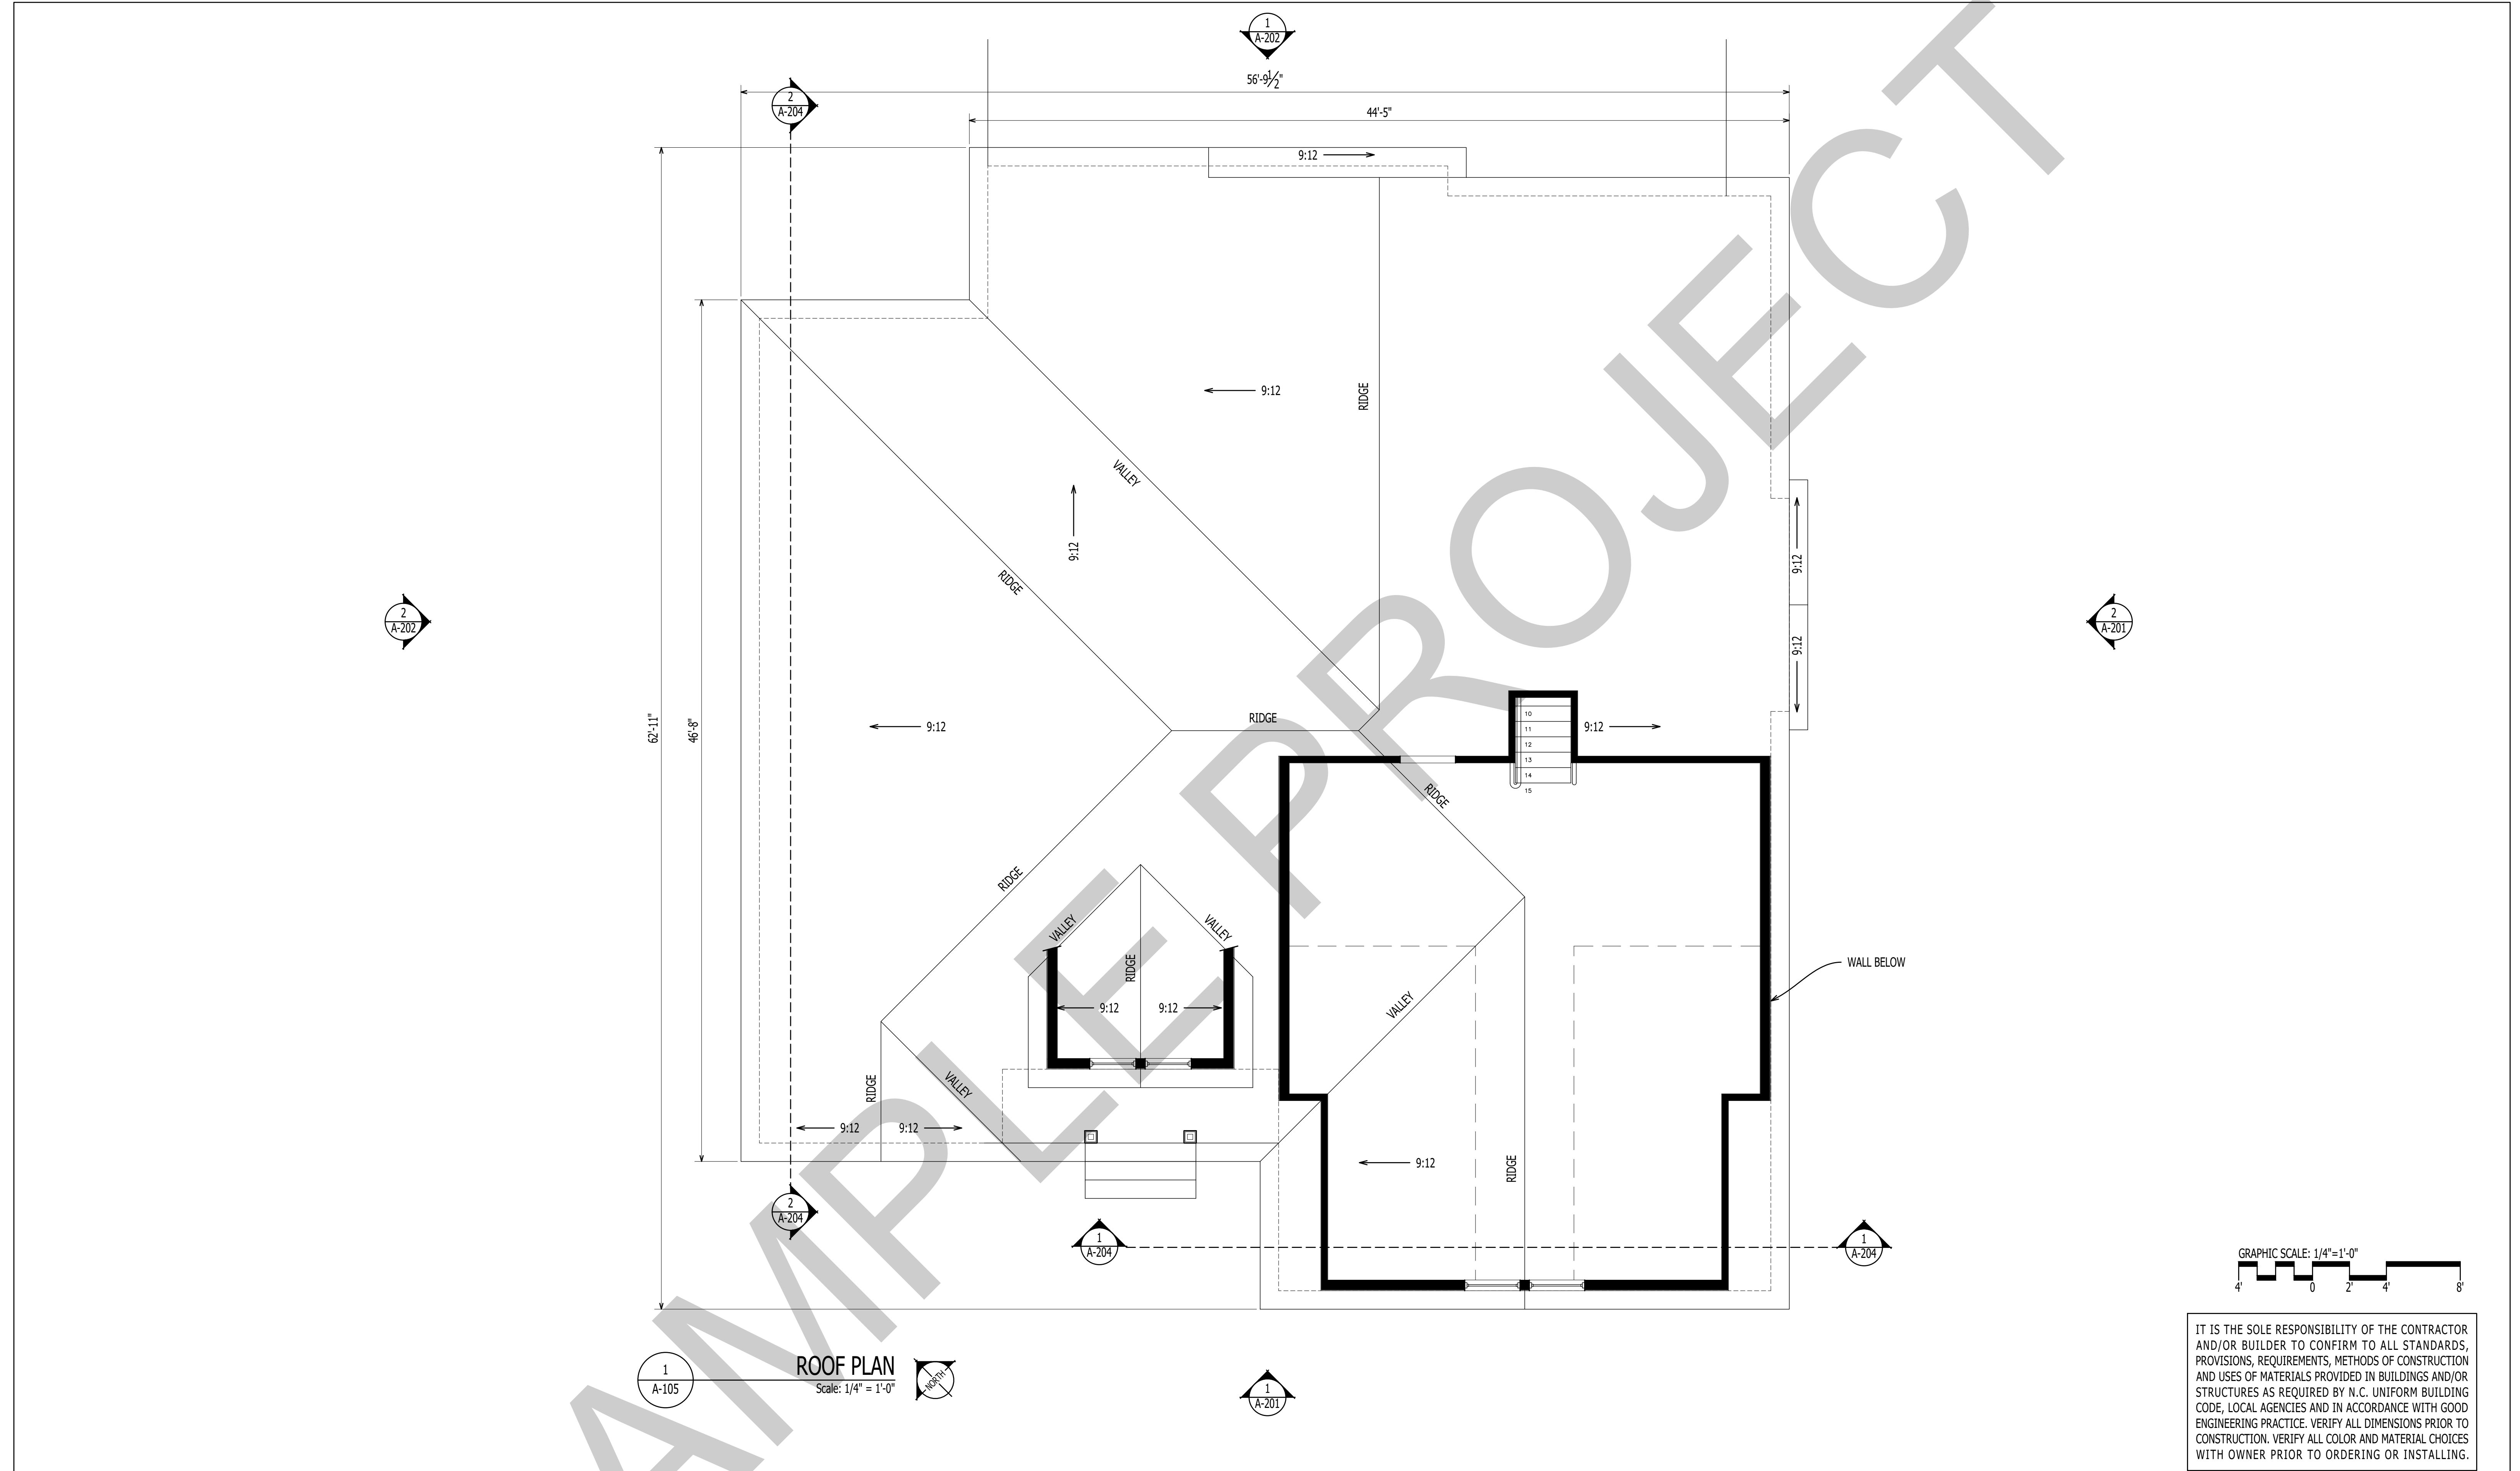 1
A-202
56'-9 1/2"
2
A-204
44'-5"
9:12
9:12
RIDGE
VALLEY
9:12
9:12
RIDGE
2
A-202
2
A-201
9:12
62'-11"
46'-8"
9:12
RIDGE
9:12
10
11
12
13
14
15
RIDGE
RIDGE
VALLEY
VALLEY
RIDGE
WALL BELOW
9:12
9:12
VALLEY
RIDGE
VALLEY
9:12
9:12
9:12
RIDGE
2
A-204
1
A-204
1
A-204
GRAPHIC SCALE: 1/4"=1'-0"
4' 0 2' 4' 8'
1
A-105
ROOF PLAN
Scale: 1/4" = 1'-0"
NORTH
1
A-201
IT IS THE SOLE RESPONSIBILITY OF THE CONTRACTOR
AND/OR BUILDER TO CONFIRM TO ALL STANDARDS,
PROVISIONS, REQUIREMENTS, METHODS OF CONSTRUCTION
AND USES OF MATERIALS PROVIDED IN BUILDINGS AND/OR
STRUCTURES AS REQUIRED BY N.C. UNIFORM BUILDING
CODE, LOCAL AGENCIES AND IN ACCORDANCE WITH GOOD
ENGINEERING PRACTICE. VERIFY ALL DIMENSIONS PRIOR TO
CONSTRUCTION. VERIFY ALL COLOR AND MATERIAL CHOICES
WITH OWNER PRIOR TO ORDERING OR INSTALLING.
AMPLE PROJECT